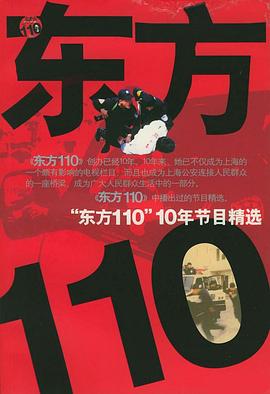 110
东方
《东方110》创办已经10年。10年来，她已不仅成为上海的
一个颇有影响的电视栏目，而且也成为上海公安连接人民群众
的一座桥梁，成为广大人民群众生活中的一部分。
《东方110》中播出过的节目精选。
“东方110”10年节目精选
110